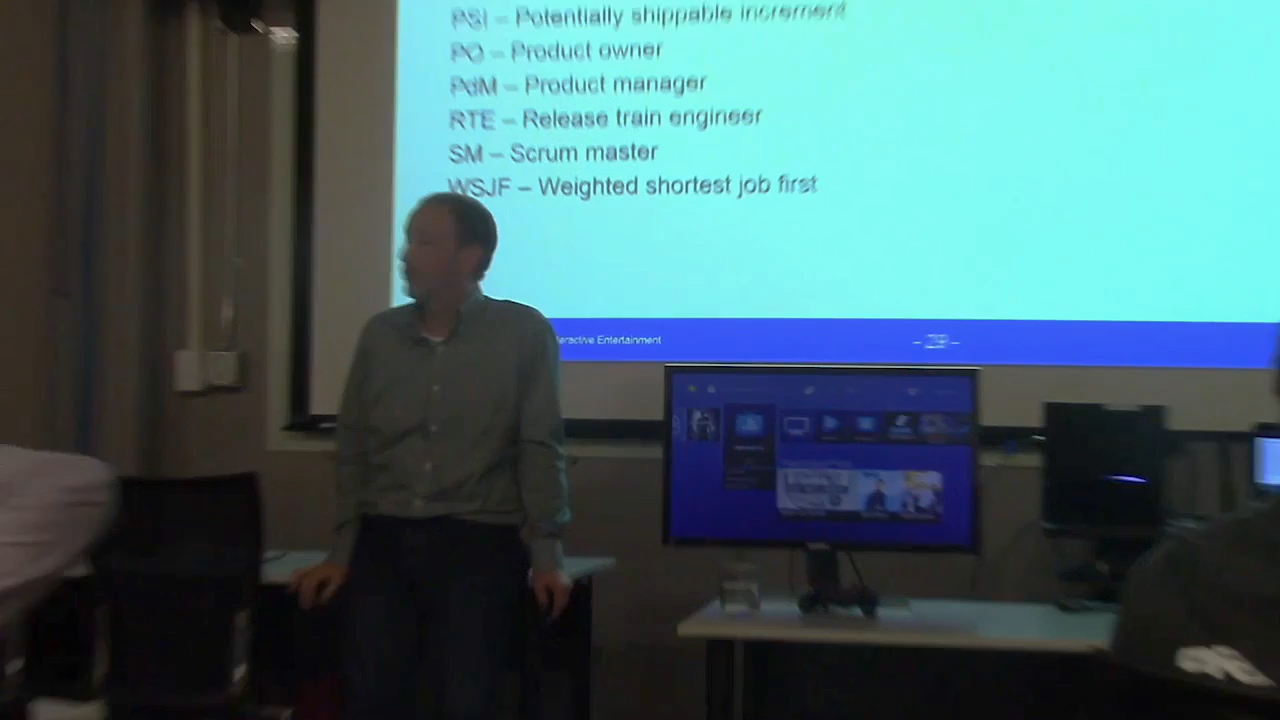 PSI – Potentially shippable increment
PO – Product owner
PdM – Product manager
RTE – Release train engineer
SM – Scrum master
WSJF – Weighted shortest job first
eractive Entertainment